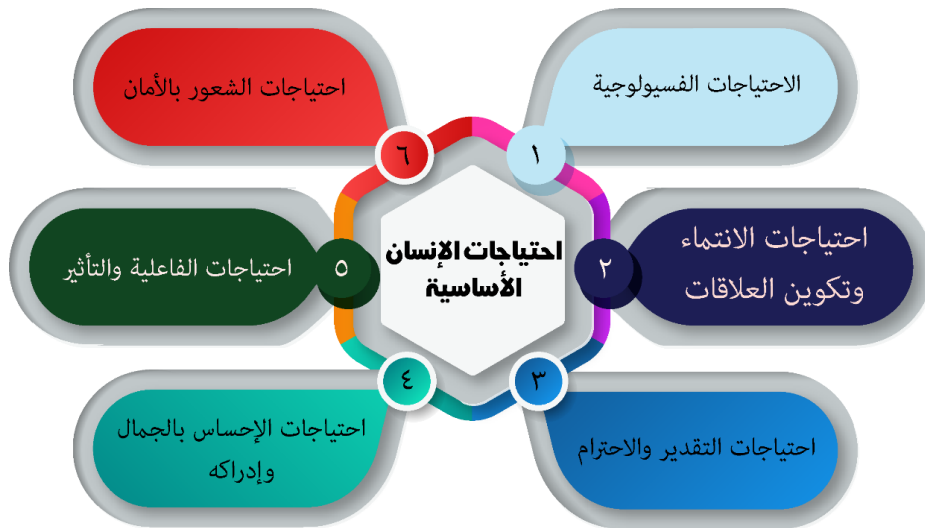 احتياجات الإنسان
الأساسية
١
الاحتياجات الفسيولوجية
٢
احتياجات الانتماء
وتكوين العلاقات
٣
احتياجات التقدير والاحترام
٤
احتياجات الإحساس بالجمال
وإدراكه
٥
احتياجات الفاعلية والتأثير
٦
احتياجات الشعور بالأمان